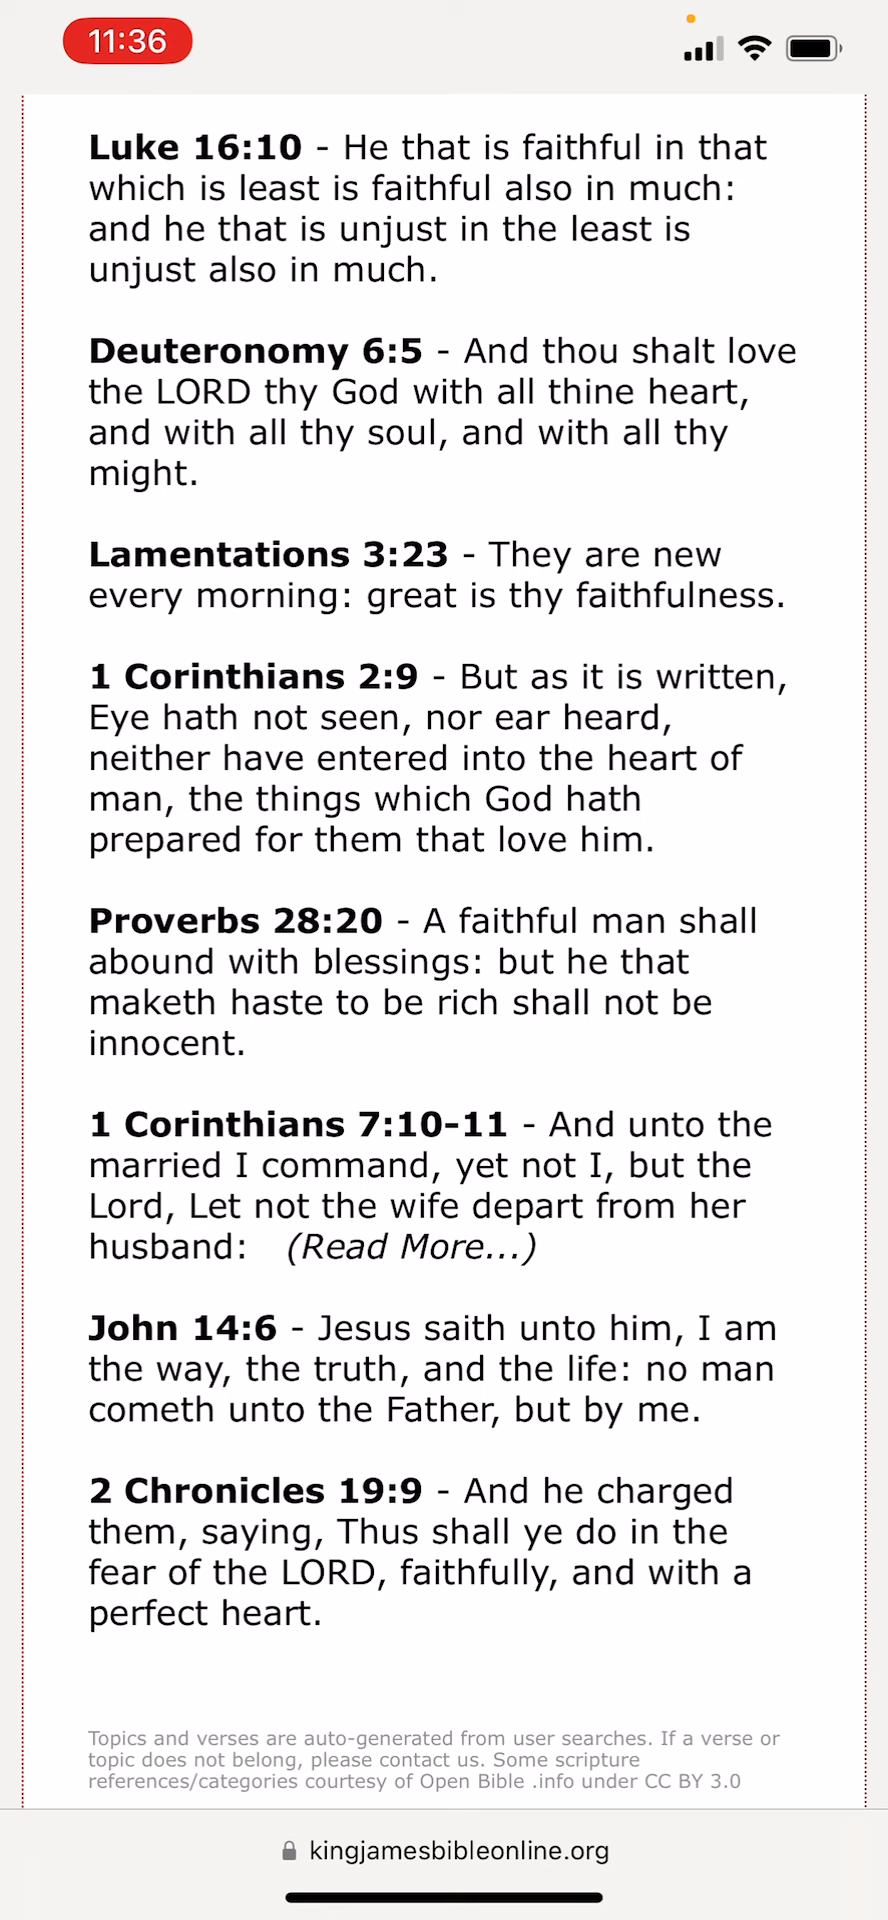 11:36
Luke 16:10 - He that is faithful in that
which is least is faithful also in much:
and he that is unjust in the least is
unjust also in much.
Deuteronomy 6:5 - And thou shalt love
the LORD thy God with all thine heart,
and with all thy soul, and with all thy
might.
Lamentations 3:23 - They are new
every morning: great is thy faithfulness.
1 Corinthians 2:9 - But as it is written,
Eye hath not seen, nor ear heard,
neither have entered into the heart of
man, the things which God hath
prepared for them that love him.
Proverbs 28:20 - A faithful man shall
abound with blessings: but he that
maketh haste to be rich shall not be
innocent.
1 Corinthians 7:10-11 - And unto the
married I command, yet not I, but the
Lord, Let not the wife depart from her
husband: (Read More...)
John 14:6 - Jesus saith unto him, I am
the way, the truth, and the life: no man
cometh unto the Father, but by me.
2 Chronicles 19:9 - And he charged
them, saying, Thus shall ye do in the
fear of the LORD, faithfully, and with a
perfect heart.
Topics and verses are auto-generated from user searches. If a verse or
topic does not belong, please contact us. Some scripture
references/categories courtesy of Open Bible .info under CC BY 3.0
kingjamesbibleonline.org